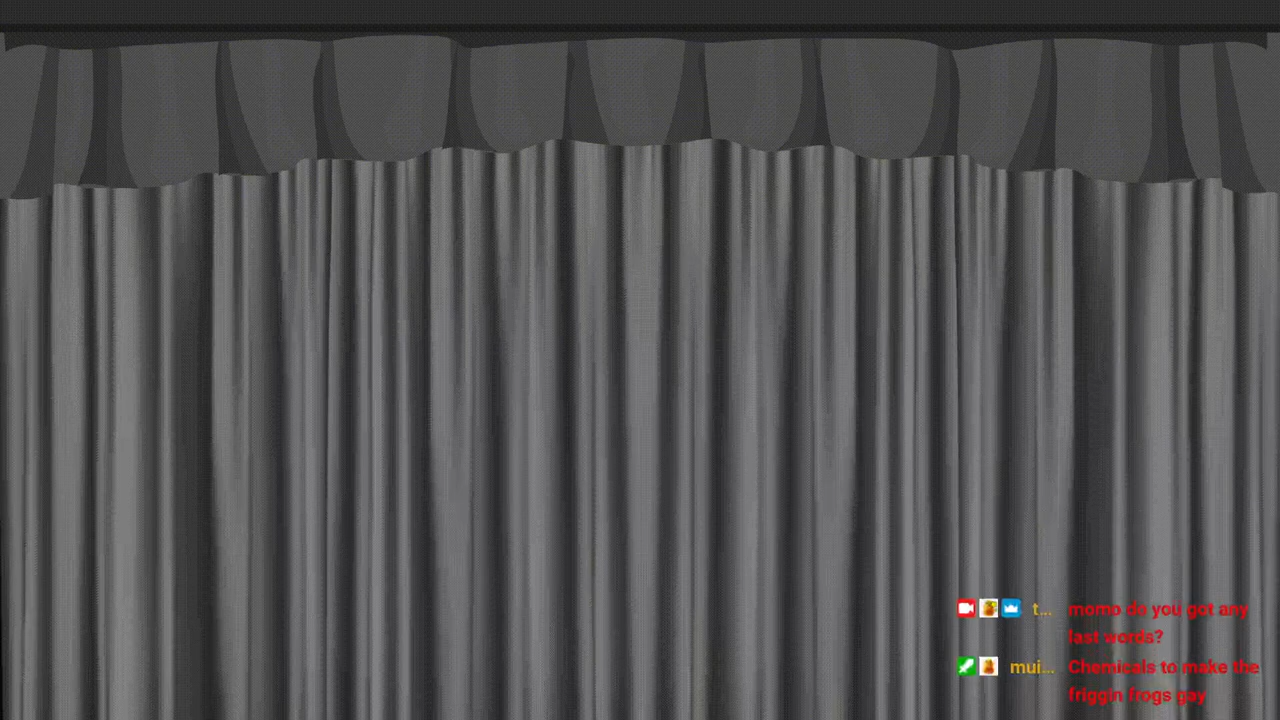 t... momo do you got any
last words?
mui... Chemicals to make the
friggin frogs gay